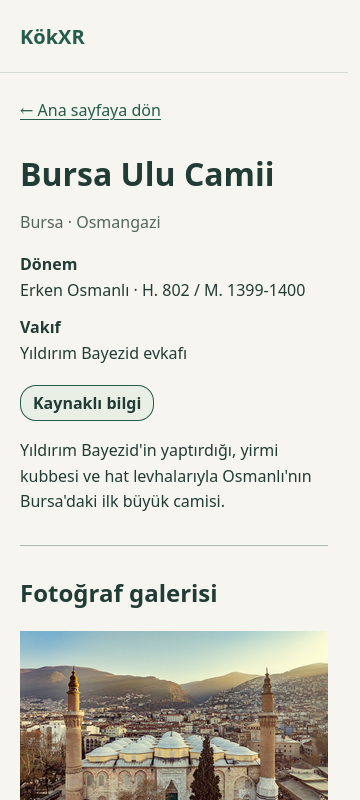 KökXR
← Ana sayfaya dön
Bursa Ulu Camii
Bursa · Osmangazi
Dönem
Erken Osmanlı · H. 802 / M. 1399-1400
Vakıf
Yıldırım Bayezid evkafı
Kaynaklı bilgi
Yıldırım Bayezid'in yaptırdığı, yirmi
kubbesi ve hat levhalarıyla Osmanlı'nın
Bursa'daki ilk büyük camisi.
Fotoğraf galerisi